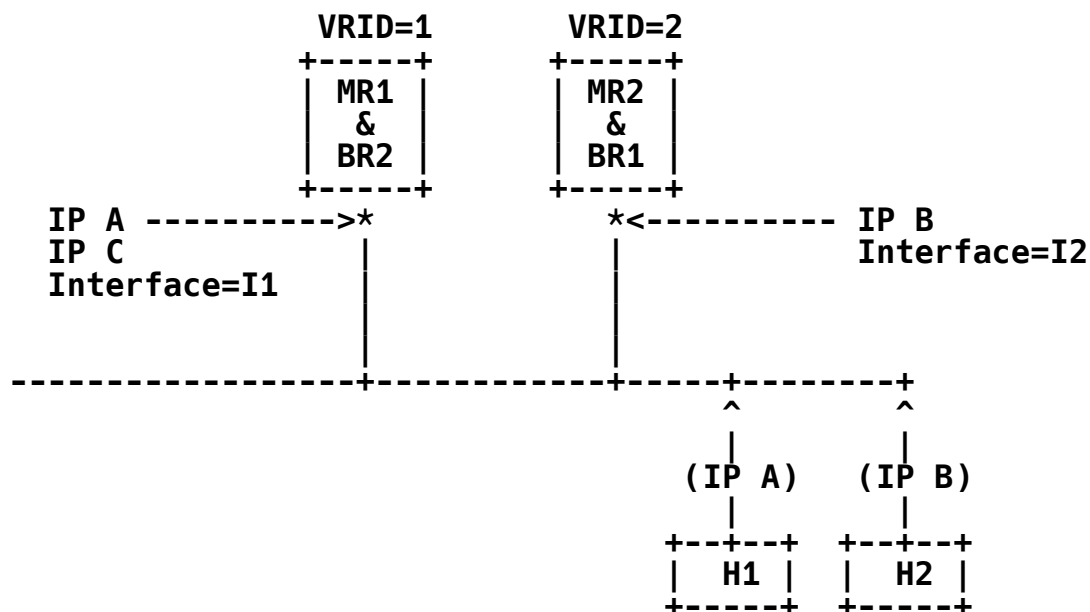 VRID=1 VRID=2
+-----+ +-----+
| MR1 | | MR2 |
| & | | & |
| BR2 | | BR1 |
+-----+ +-----+
IP A ---------->* *<---------- IP B
IP C | | Interface=I2
Interface=I1 | |
| |
| |
------------------+------------+-----+--------+
^ ^
| |
(IP A) (IP B)
| |
+--+--+ +--+--+
| H1 | | H2 |
+-----+ +-----+